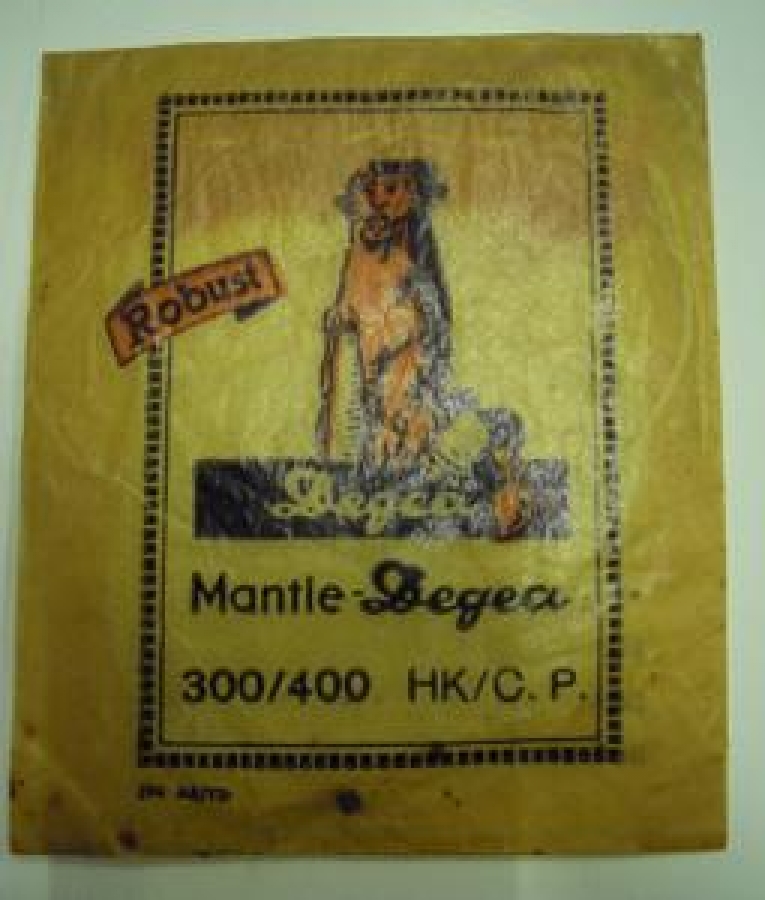 Robust
Degea
Mantle-Degea
300/400 HK/C. P.